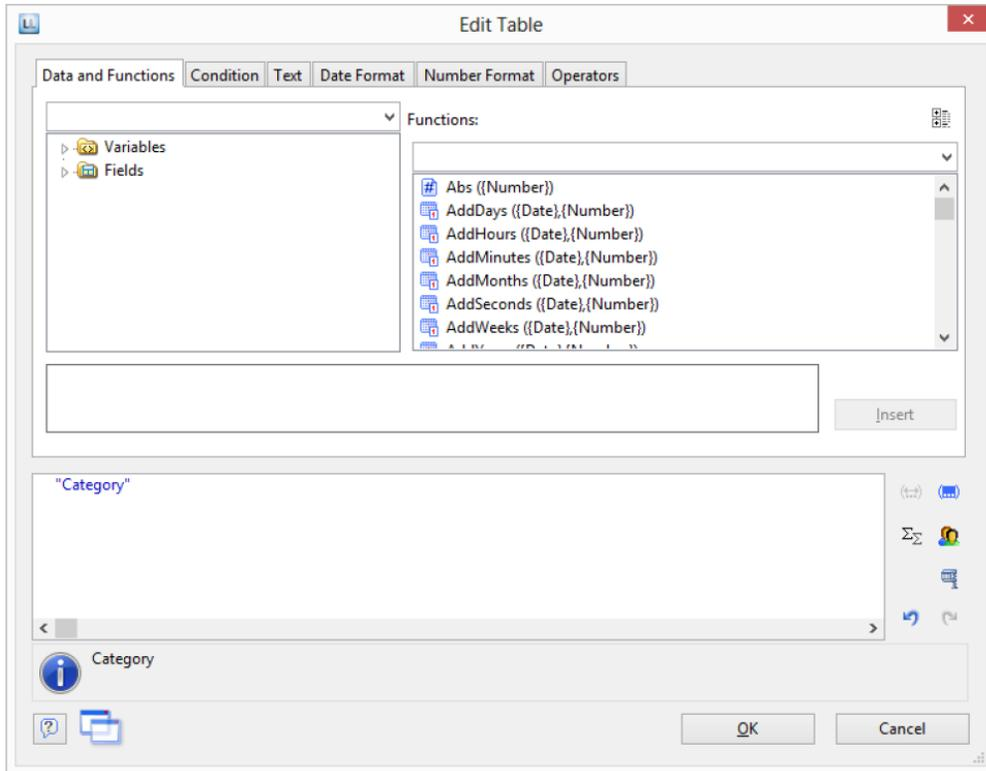 LL
Edit Table
Data and Functions Condition Text Date Format Number Format Operators
Functions:
Variables
Fields
Abs ({Number})
AddDays ({Date},{Number})
AddHours ({Date},{Number})
AddMinutes ({Date},{Number})
AddMonths ({Date},{Number})
AddSeconds ({Date},{Number})
AddWeeks ({Date},{Number})
Insert
"Category"
Category
OK Cancel